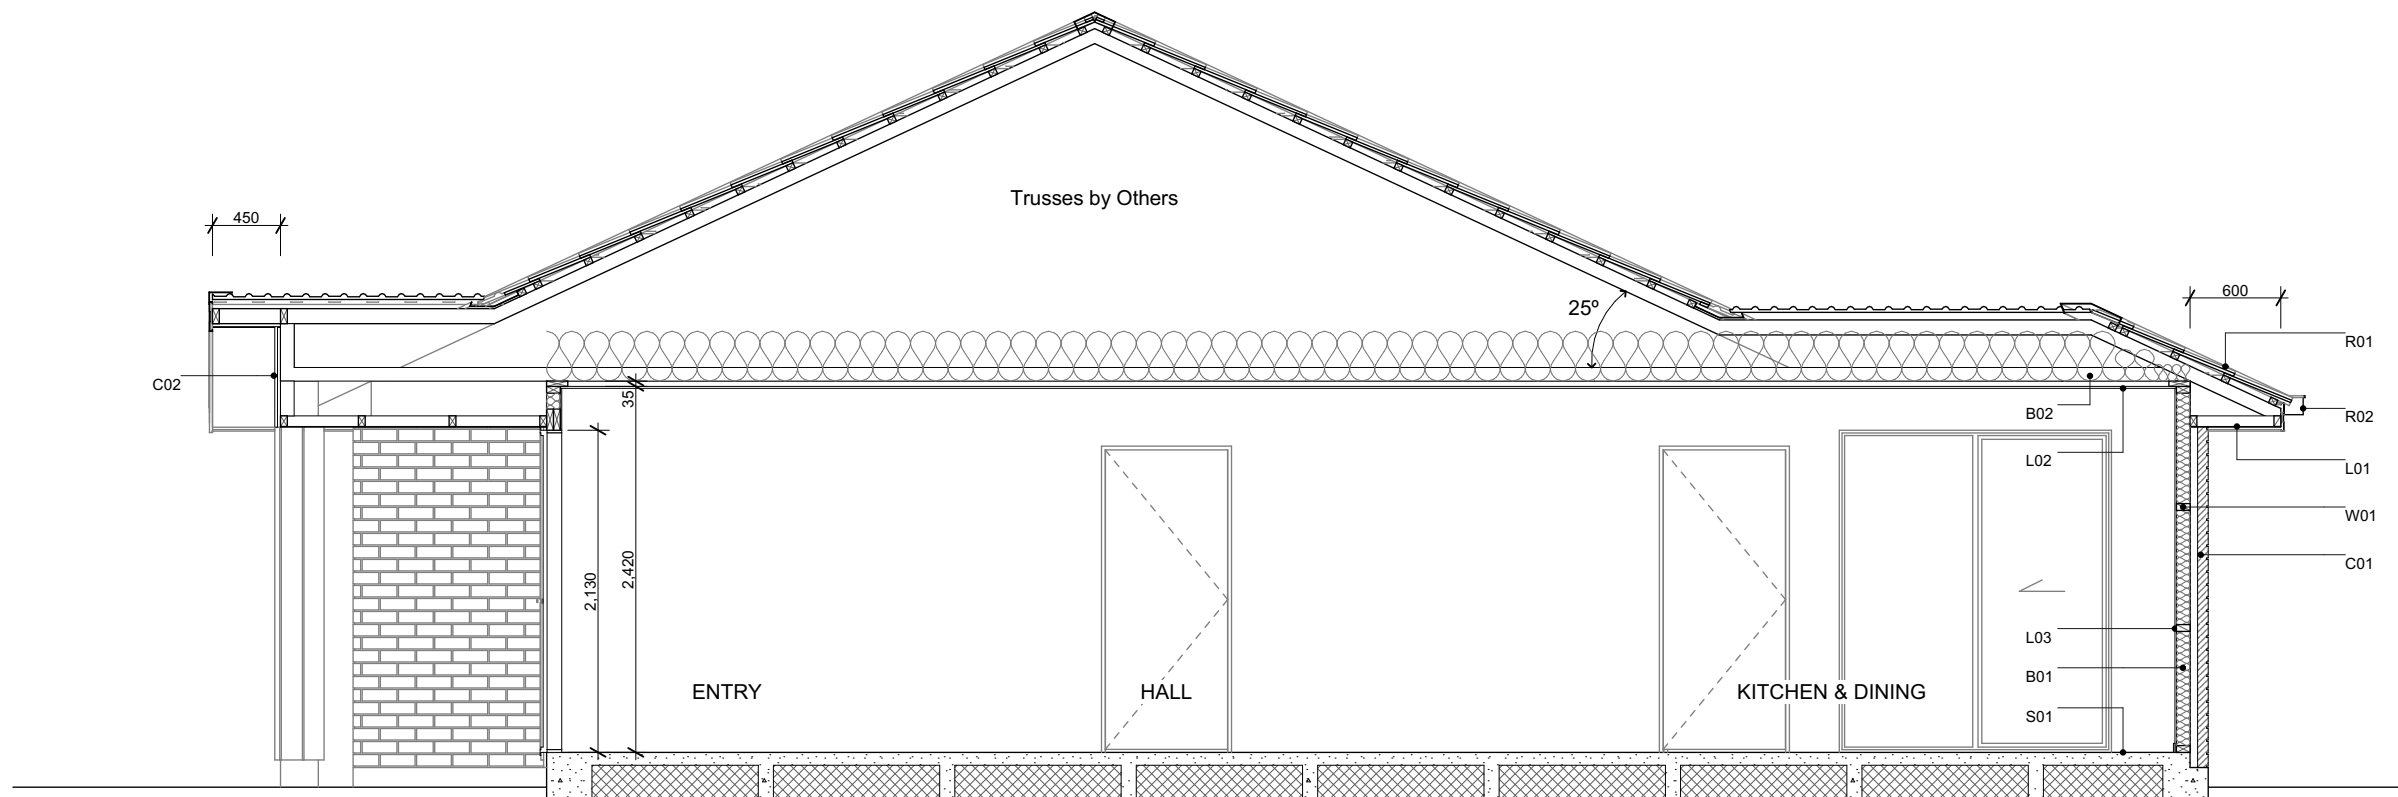 Trusses by Others
450
600
25º
R01
C02
35
B02
R02
L02
L01
W01
2,420
2,130
C01
L03
B01
ENTRY
HALL
KITCHEN & DINING
S01